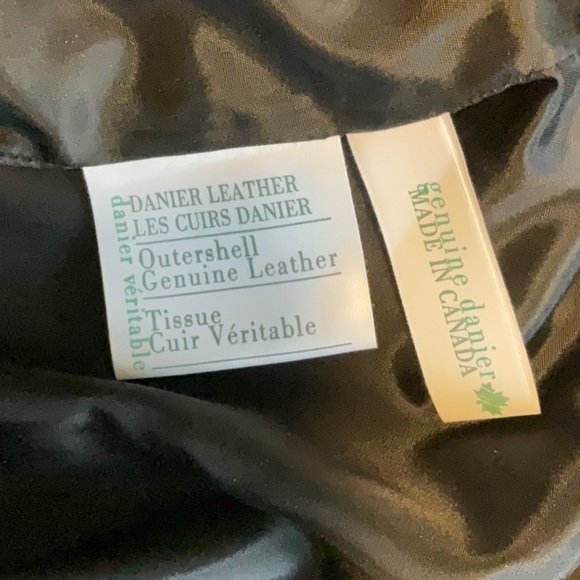 DANIER LEATHER
LES CUIRS DANIER
Outershell
Genuine Leather
Tissue
Cuir Véritable
danier véritable
genuine danier
MADE IN CANADA